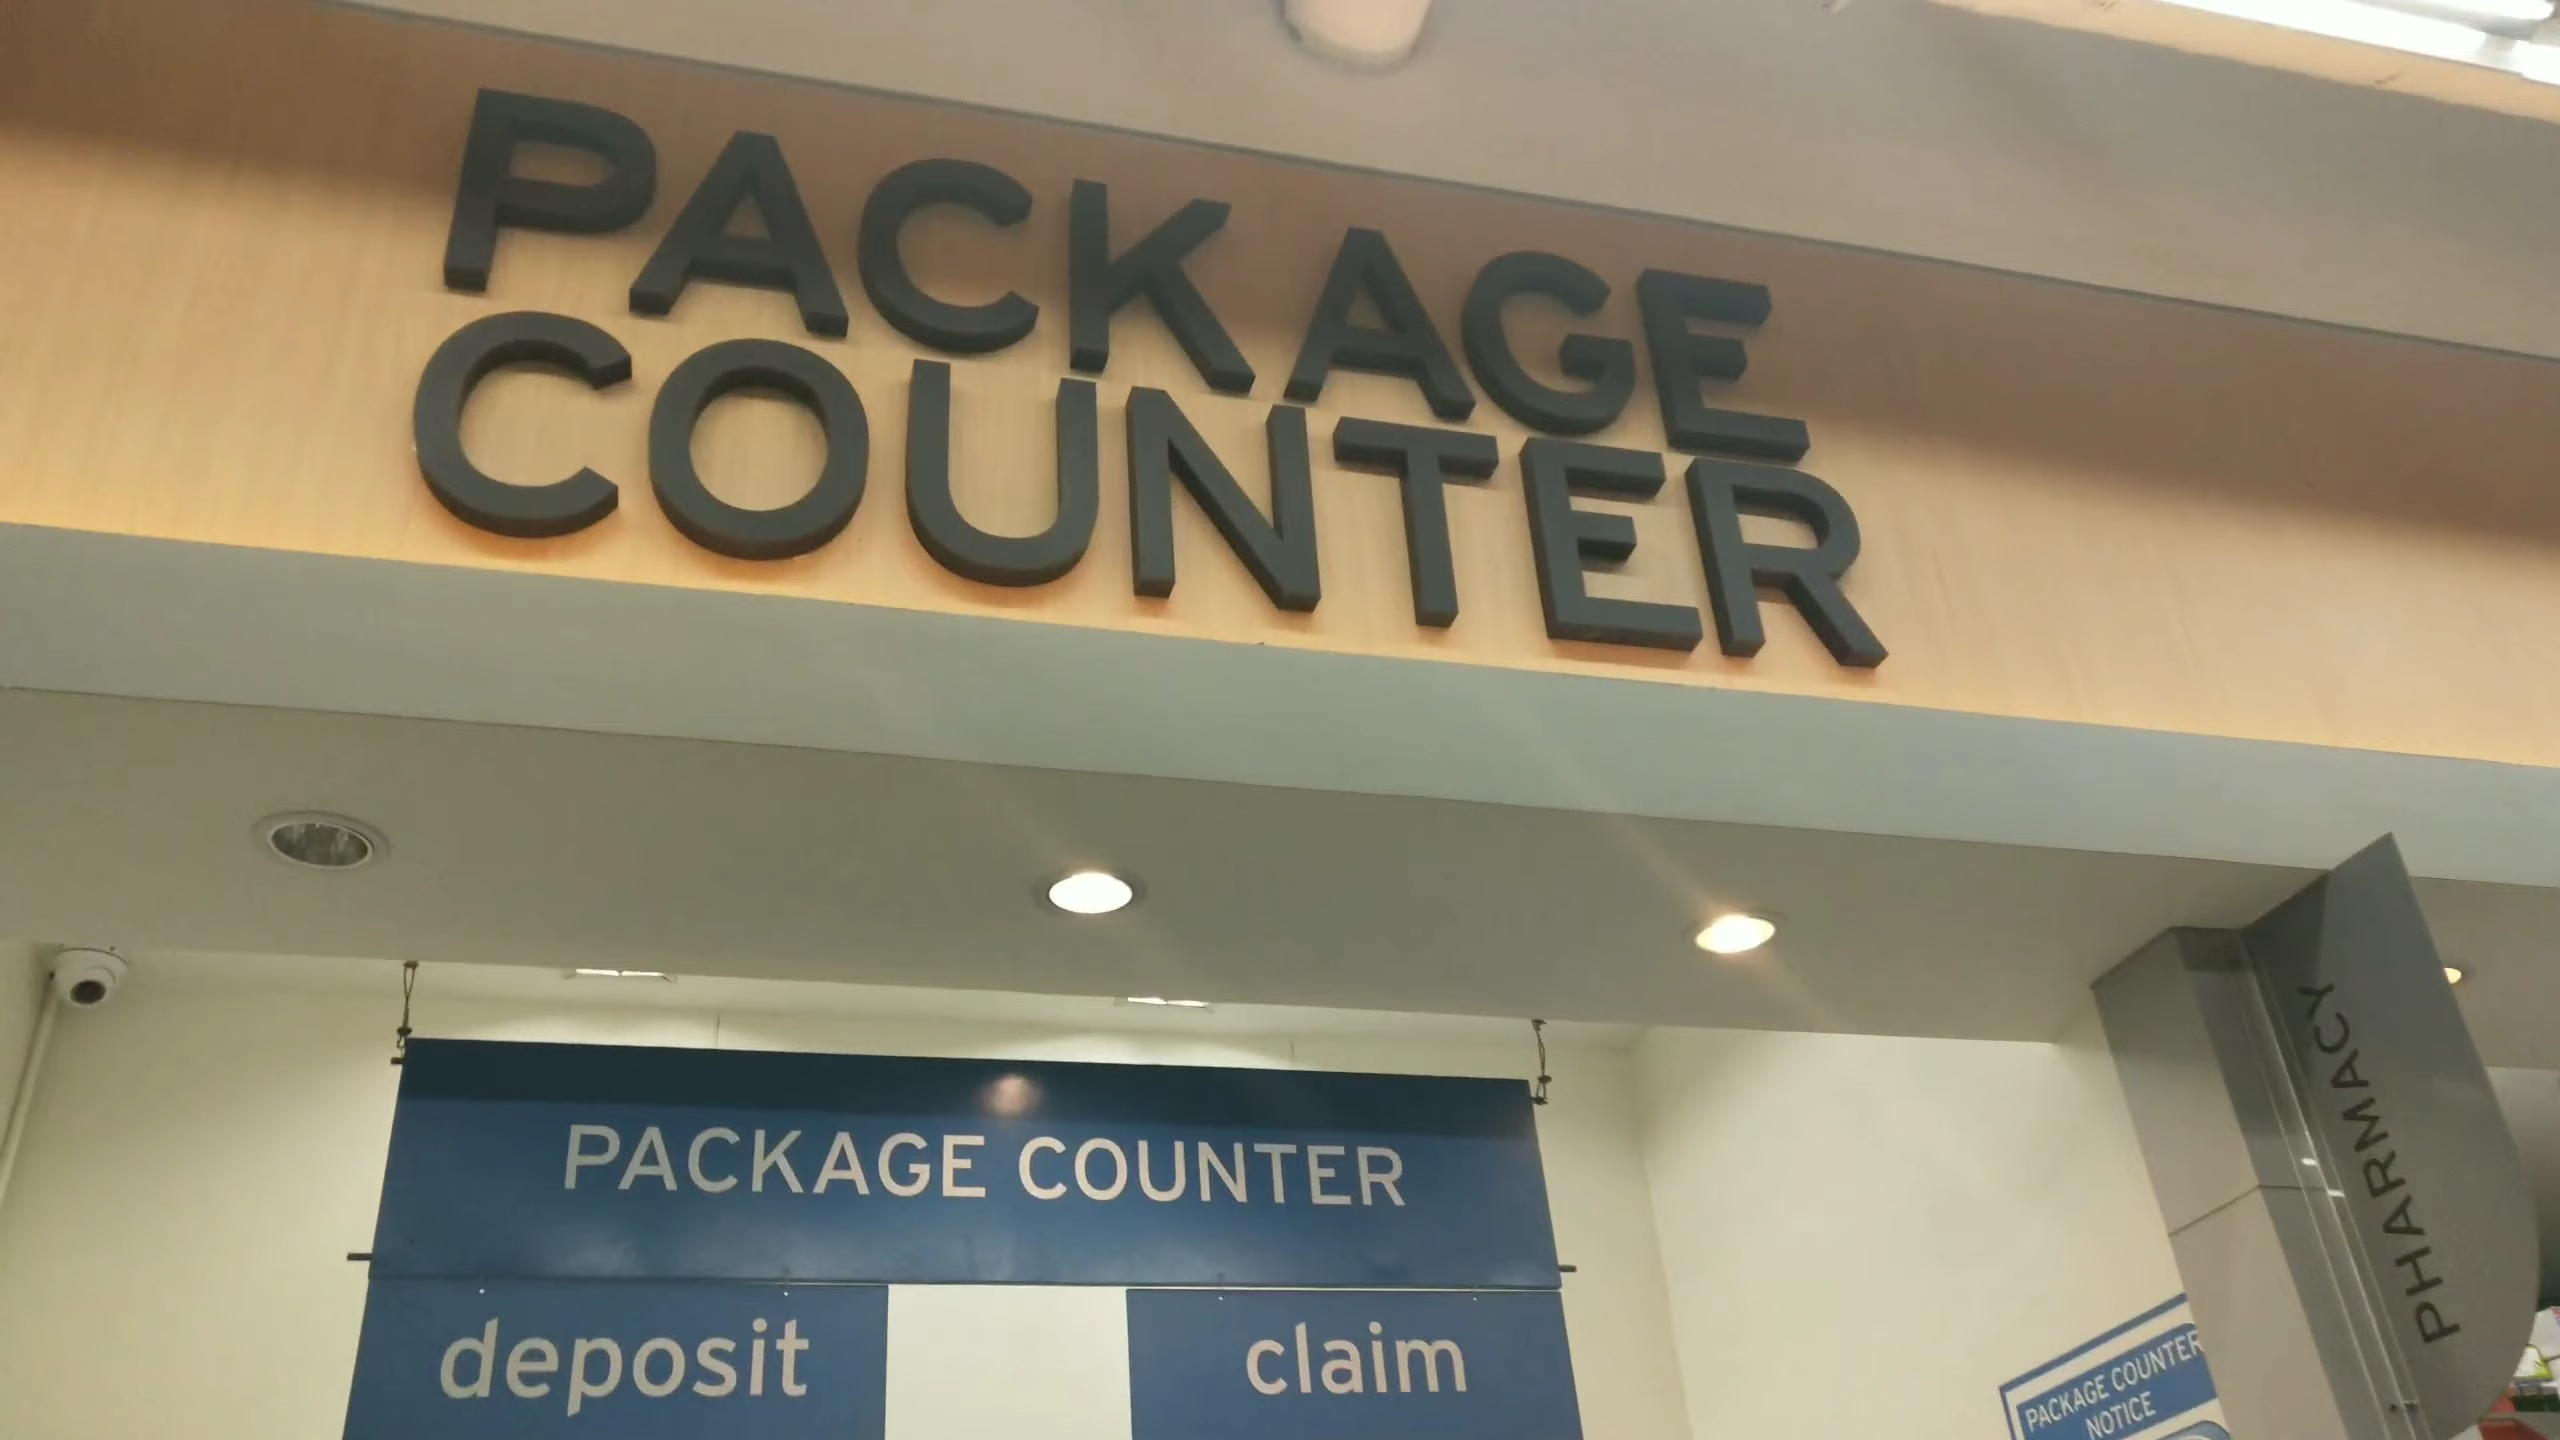 PACKAGE
COUNTER
PACKAGE COUNTER
deposit
claim
PHARMACY
PACKAGE COUNTER
NOTICE